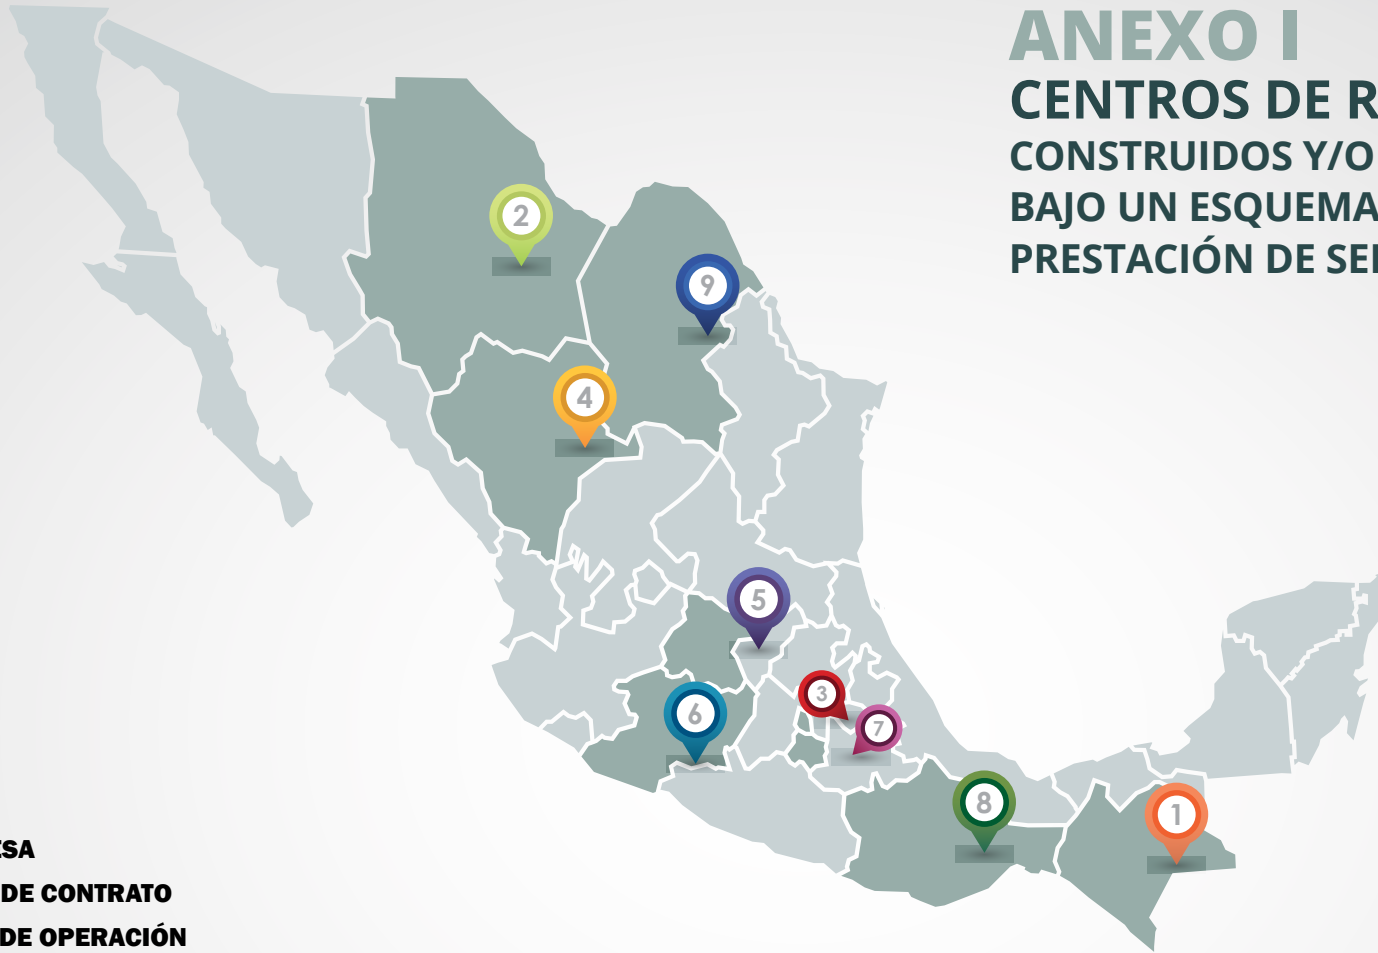 ANEXO I
CENTROS DE R
CONSTRUIDOS Y/O
BAJO UN ESQUEMA
PRESTACIÓN DE SE
2
9
4
5
3
6
7
8
1
ESA
DE CONTRATO
DE OPERACIÓN